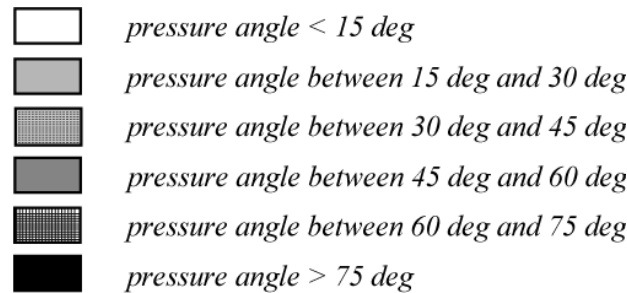 pressure angle < 15 deg
pressure angle between 15 deg and 30 deg
pressure angle between 30 deg and 45 deg
pressure angle between 45 deg and 60 deg
pressure angle between 60 deg and 75 deg
pressure angle > 75 deg